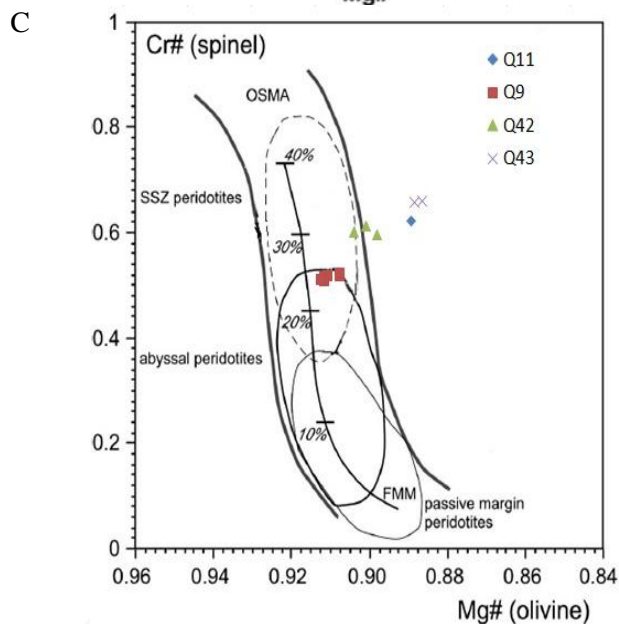 C
Mg#
1
Cr# (spinel)
OSMA
Q11
Q9
Q42
Q43
0.8
40%
SSZ peridotites
0.6
30%
0.4
20%
abyssal peridotites
0.2
10%
FMM
passive margin
peridotites
0
0.96
0.94
0.92
0.90
0.88
0.86
0.84
Mg# (olivine)